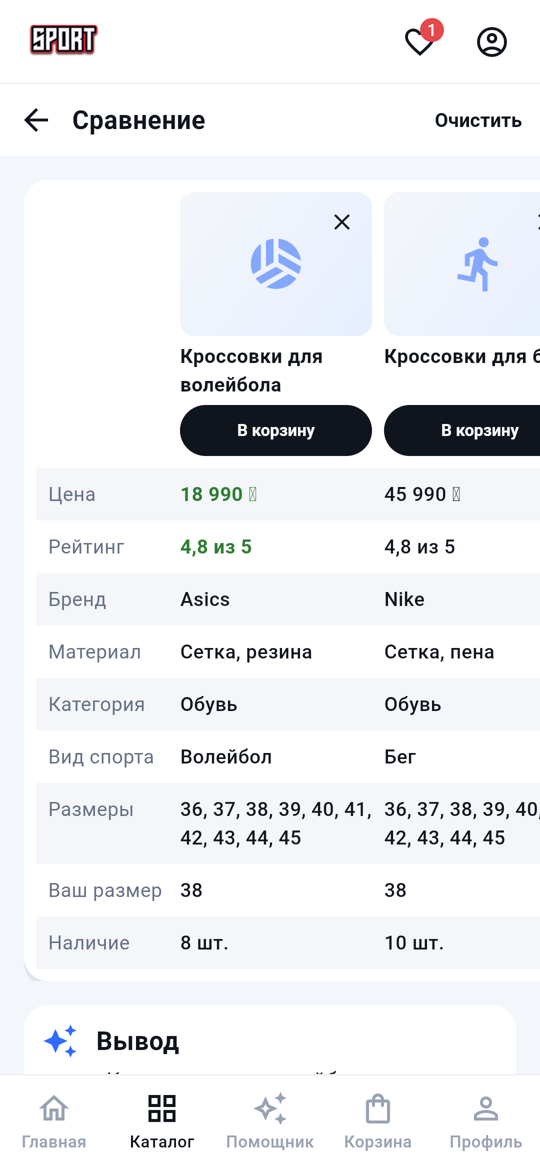 SPORT
1
Сравнение
Очистить
Кроссовки для волейбола
Кроссовки для б
В корзину
В корзину
Цена 18 990 45 990
Рейтинг 4,8 из 5 4,8 из 5
Бренд Asics Nike
Материал Сетка, резина Сетка, пена
Категория Обувь Обувь
Вид спорта Волейбол Бег
Размеры 36, 37, 38, 39, 40, 41, 36, 37, 38, 39, 40,
42, 43, 44, 45 42, 43, 44, 45
Ваш размер 38 38
Наличие 8 шт. 10 шт.
Вывод
Главная Каталог Помощник Корзина Профиль